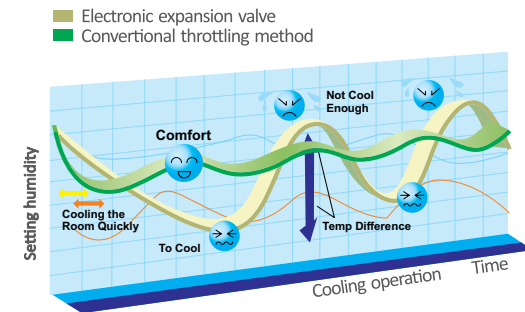 Electronic expansion valve
Convertional throttling method
Not Cool
Enough
Comfort
Setting humidity
Cooling the
Room Quickly
To Cool
Temp Difference
Cooling operation
Time